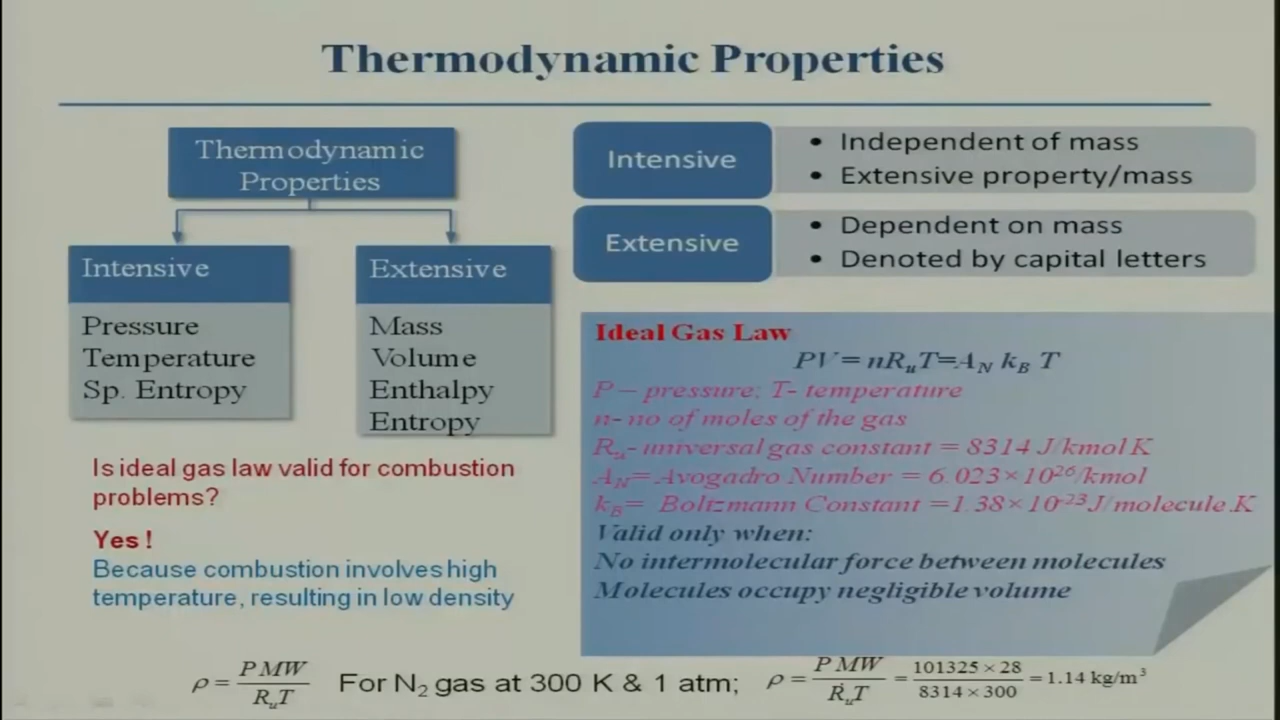 Thermodynamic Properties
Thermodynamic
Properties
Intensive
Pressure
Temperature
Sp. Entropy
Extensive
Mass
Volume
Enthalpy
Entropy
Intensive
• Independent of mass
• Extensive property/mass
Extensive
• Dependent on mass
• Denoted by capital letters
Is ideal gas law valid for combustion
problems?
Yes !
Because combustion involves high
temperature, resulting in low density
Ideal Gas Law
PV = nRᵤT=A_N k_B T
P – pressure; T- temperature
n- no of moles of the gas
Rᵤ- universal gas constant = 8314 J/kmol K
A_N= Avogadro Number = 6.023×10²⁶/kmol
k_B= Boltzmann Constant =1.38×10⁻²³J/molecule.K
Valid only when:
No intermolecular force between molecules
Molecules occupy negligible volume
ρ = P MW / RᵤT For N₂ gas at 300 K & 1 atm; ρ = P MW / RᵤT = 101325 × 28 / 8314 × 300 = 1.14 kg/m³